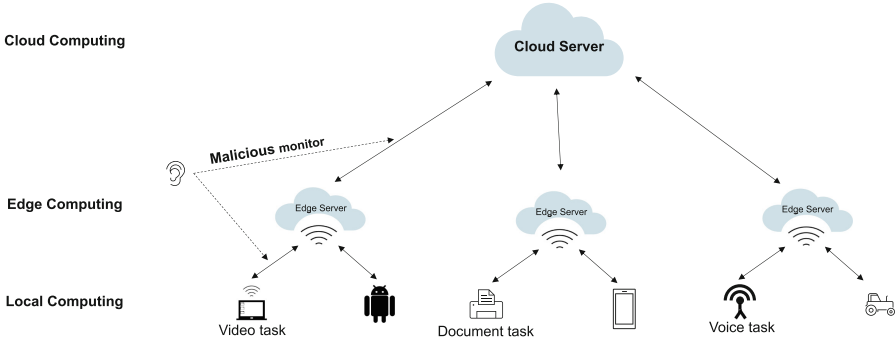 Cloud Computing
Cloud Server
Malicious monitor
Edge Computing
Edge Server
Edge Server
Edge Server
Local Computing
Video task
Document task
Voice task